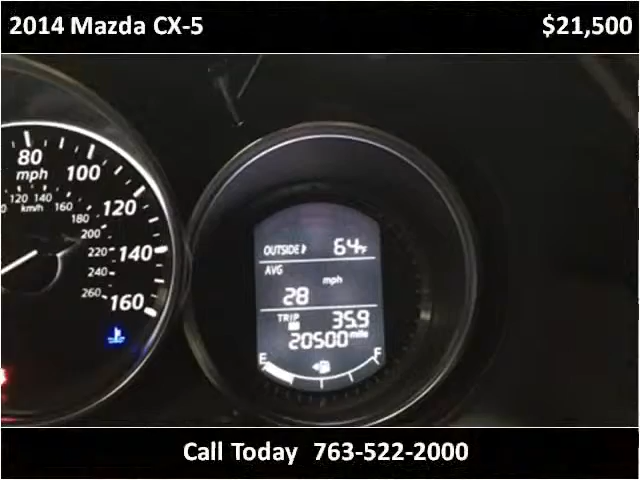 2014 Mazda CX-5 $21,500
80
mph 100
120 140
km/h 160
120
180
200
220 140
240
260 160
OUTSIDE 64°F
AVG
mph
28
TRIP 35.9
20500 mile
E F
Call Today 763-522-2000